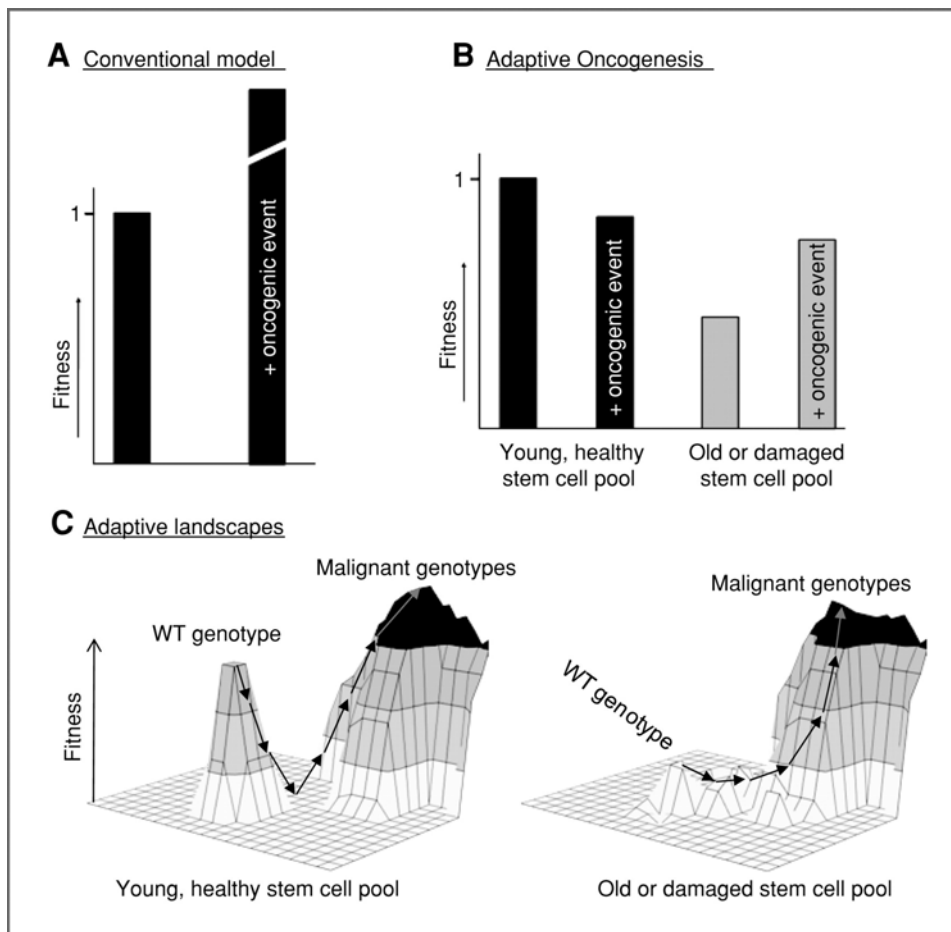 A Conventional model
1
Fitness
+ oncogenic event
B Adaptive Oncogenesis
1
Fitness
+ oncogenic event
+ oncogenic event
Young, healthy
stem cell pool
Old or damaged
stem cell pool
C Adaptive landscapes
Fitness
WT genotype
Malignant genotypes
Young, healthy stem cell pool
WT genotype
Malignant genotypes
Old or damaged stem cell pool